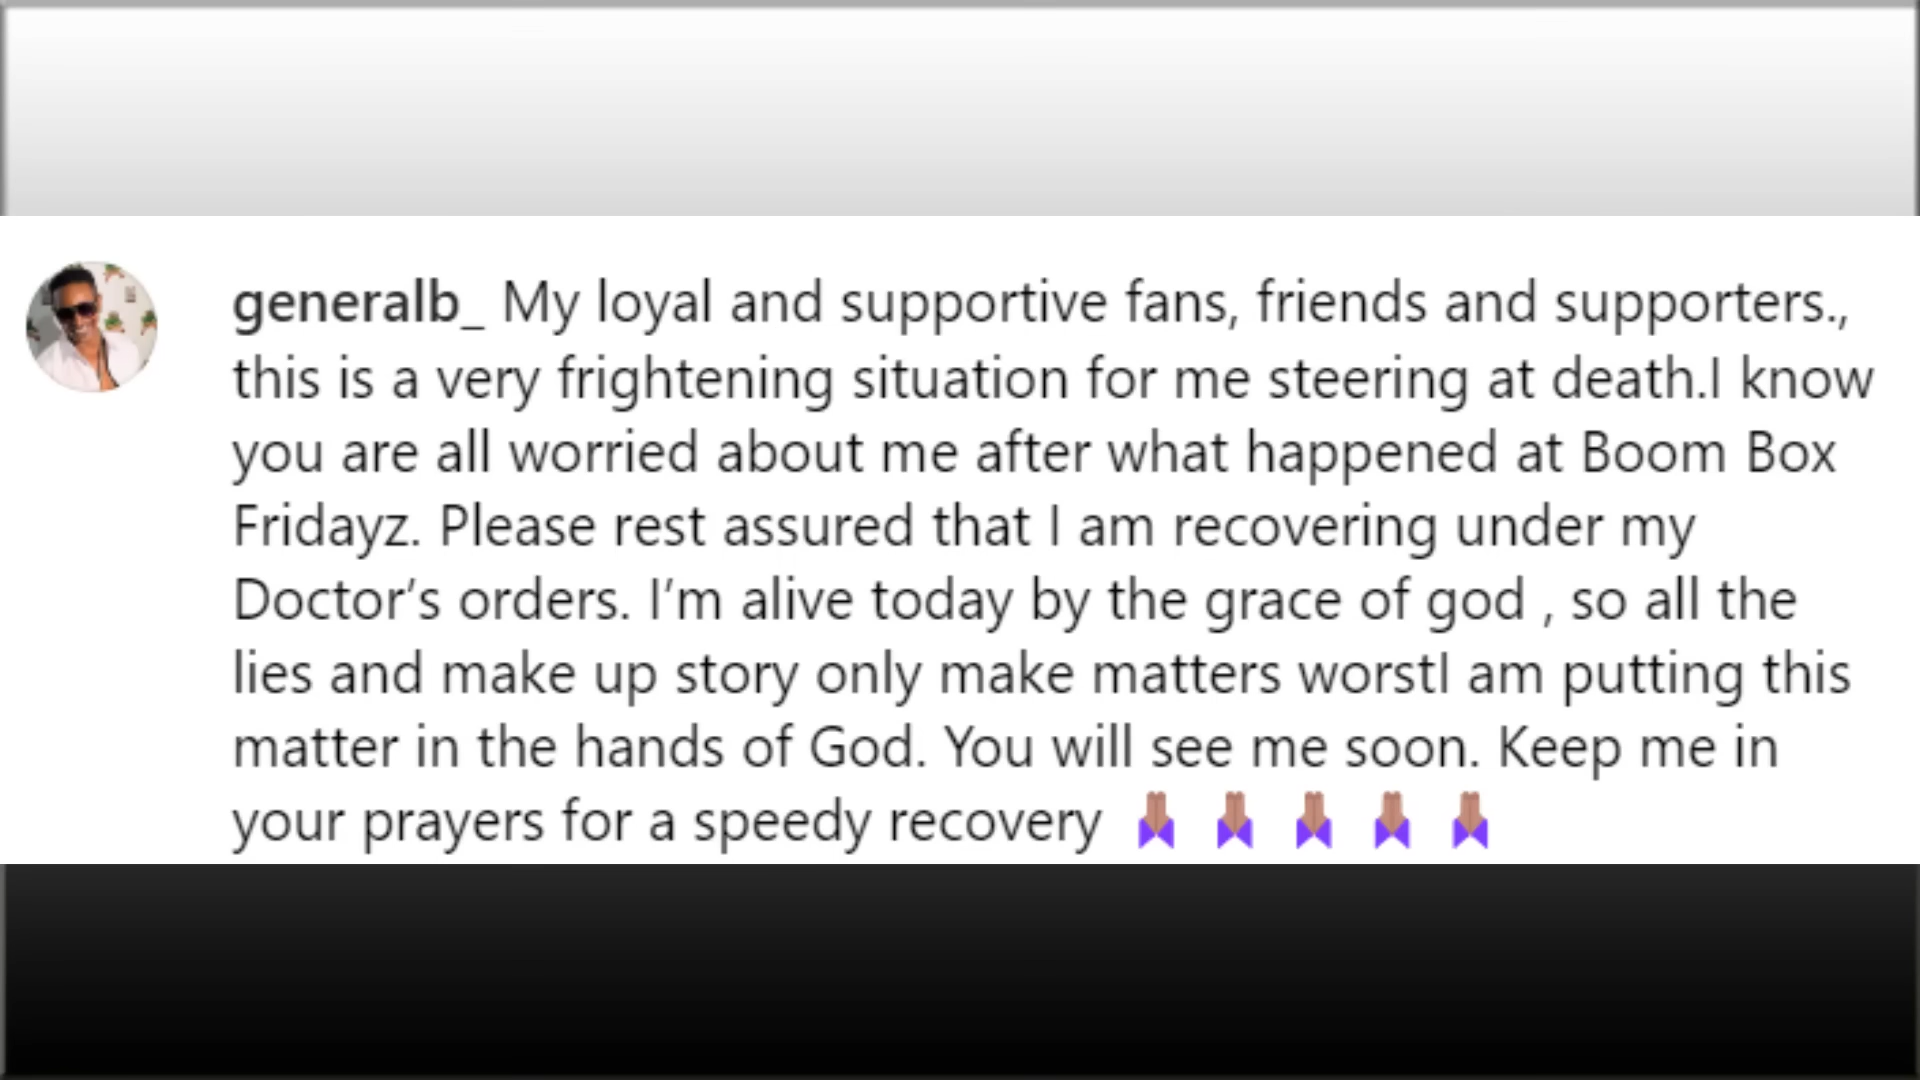 generalb_ My loyal and supportive fans, friends and supporters.,
this is a very frightening situation for me steering at death.I know
you are all worried about me after what happened at Boom Box
Fridayz. Please rest assured that I am recovering under my
Doctor’s orders. I’m alive today by the grace of god , so all the
lies and make up story only make matters worstI am putting this
matter in the hands of God. You will see me soon. Keep me in
your prayers for a speedy recovery 🙏🏽 🙏🏽 🙏🏽 🙏🏽 🙏🏽